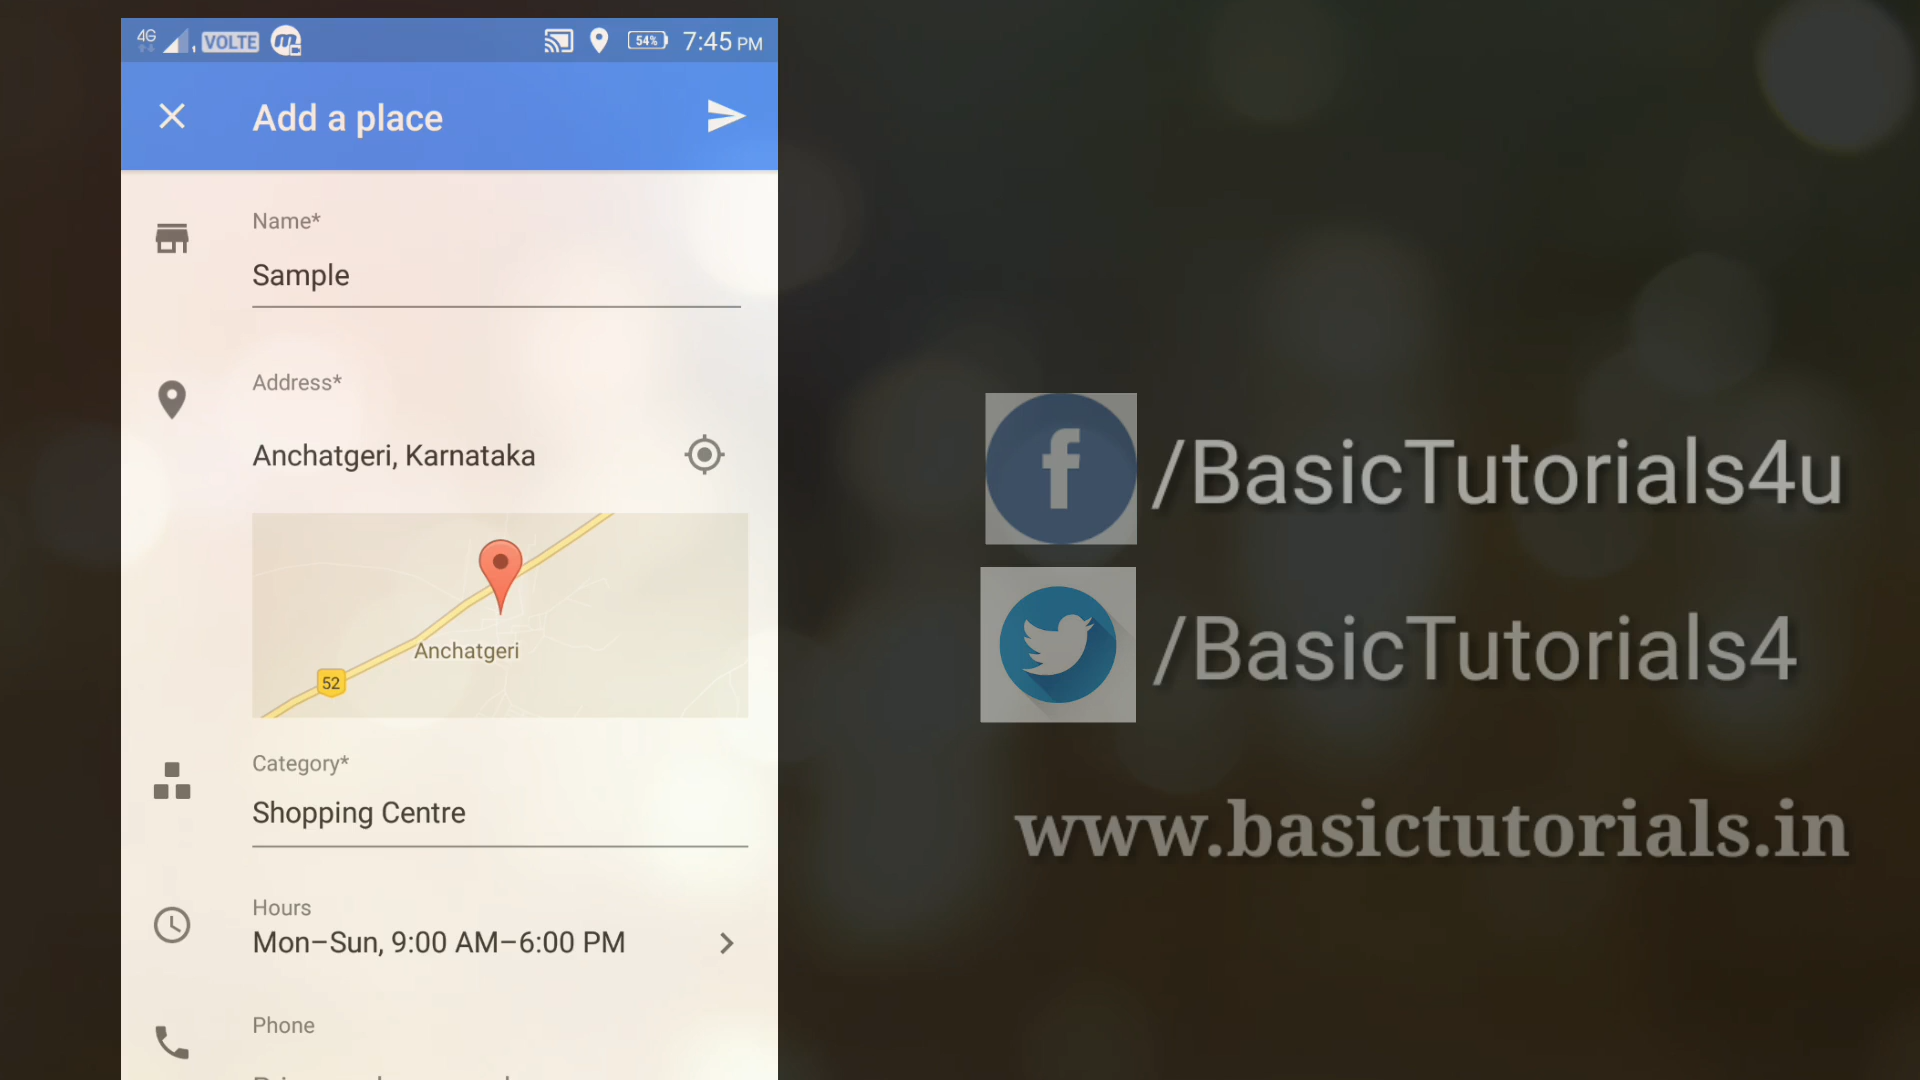 4G VOLTE 54% 7:45 PM
Add a place
Name*
Sample
Address*
Anchatgeri, Karnataka
Anchatgeri
52
Category*
Shopping Centre
Hours
Mon–Sun, 9:00 AM–6:00 PM
Phone
/BasicTutorials4u
/BasicTutorials4
www.basictutorials.in